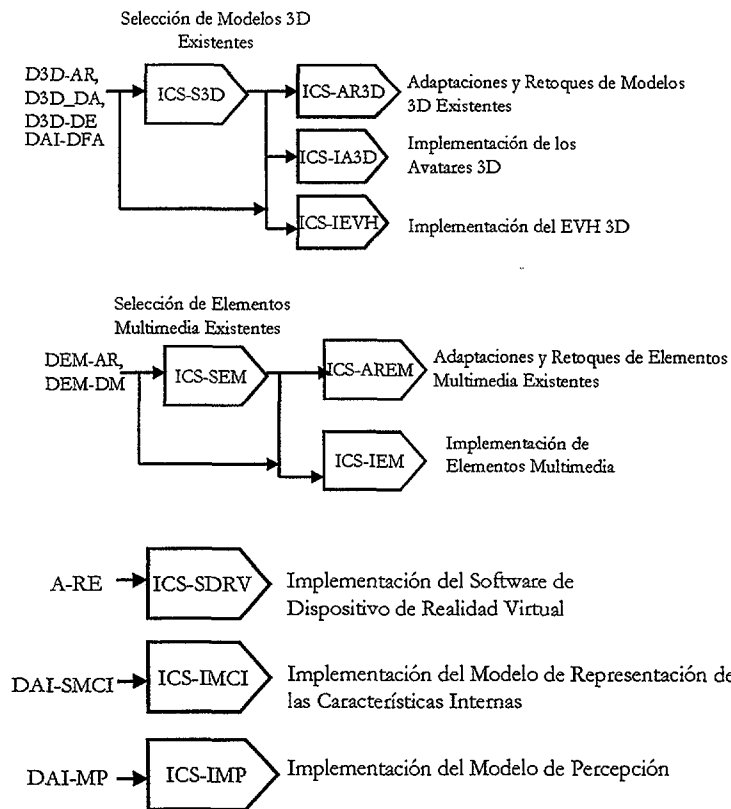 Selección de Modelos 3D
Existentes
D3D-AR,
D3D_DA,
D3D-DE
DAI-DFA
ICS-S3D
ICS-AR3D
Adaptaciones y Retoques de Modelos
3D Existentes
ICS-IA3D
Implementación de los
Avatares 3D
ICS-IEVH
Implementación del EVH 3D
Selección de Elementos
Multimedia Existentes
DEM-AR,
DEM-DM
ICS-SEM
ICS-AREM
Adaptaciones y Retoques de Elementos
Multimedia Existentes
ICS-IEM
Implementación de
Elementos Multimedia
A-RE
ICS-SDRV
Implementación del Software de
Dispositivo de Realidad Virtual
DAI-SMCI
ICS-IMCI
Implementación del Modelo de Representación de
las Características Internas
DAI-MP
ICS-IMP
Implementación del Modelo de Percepción